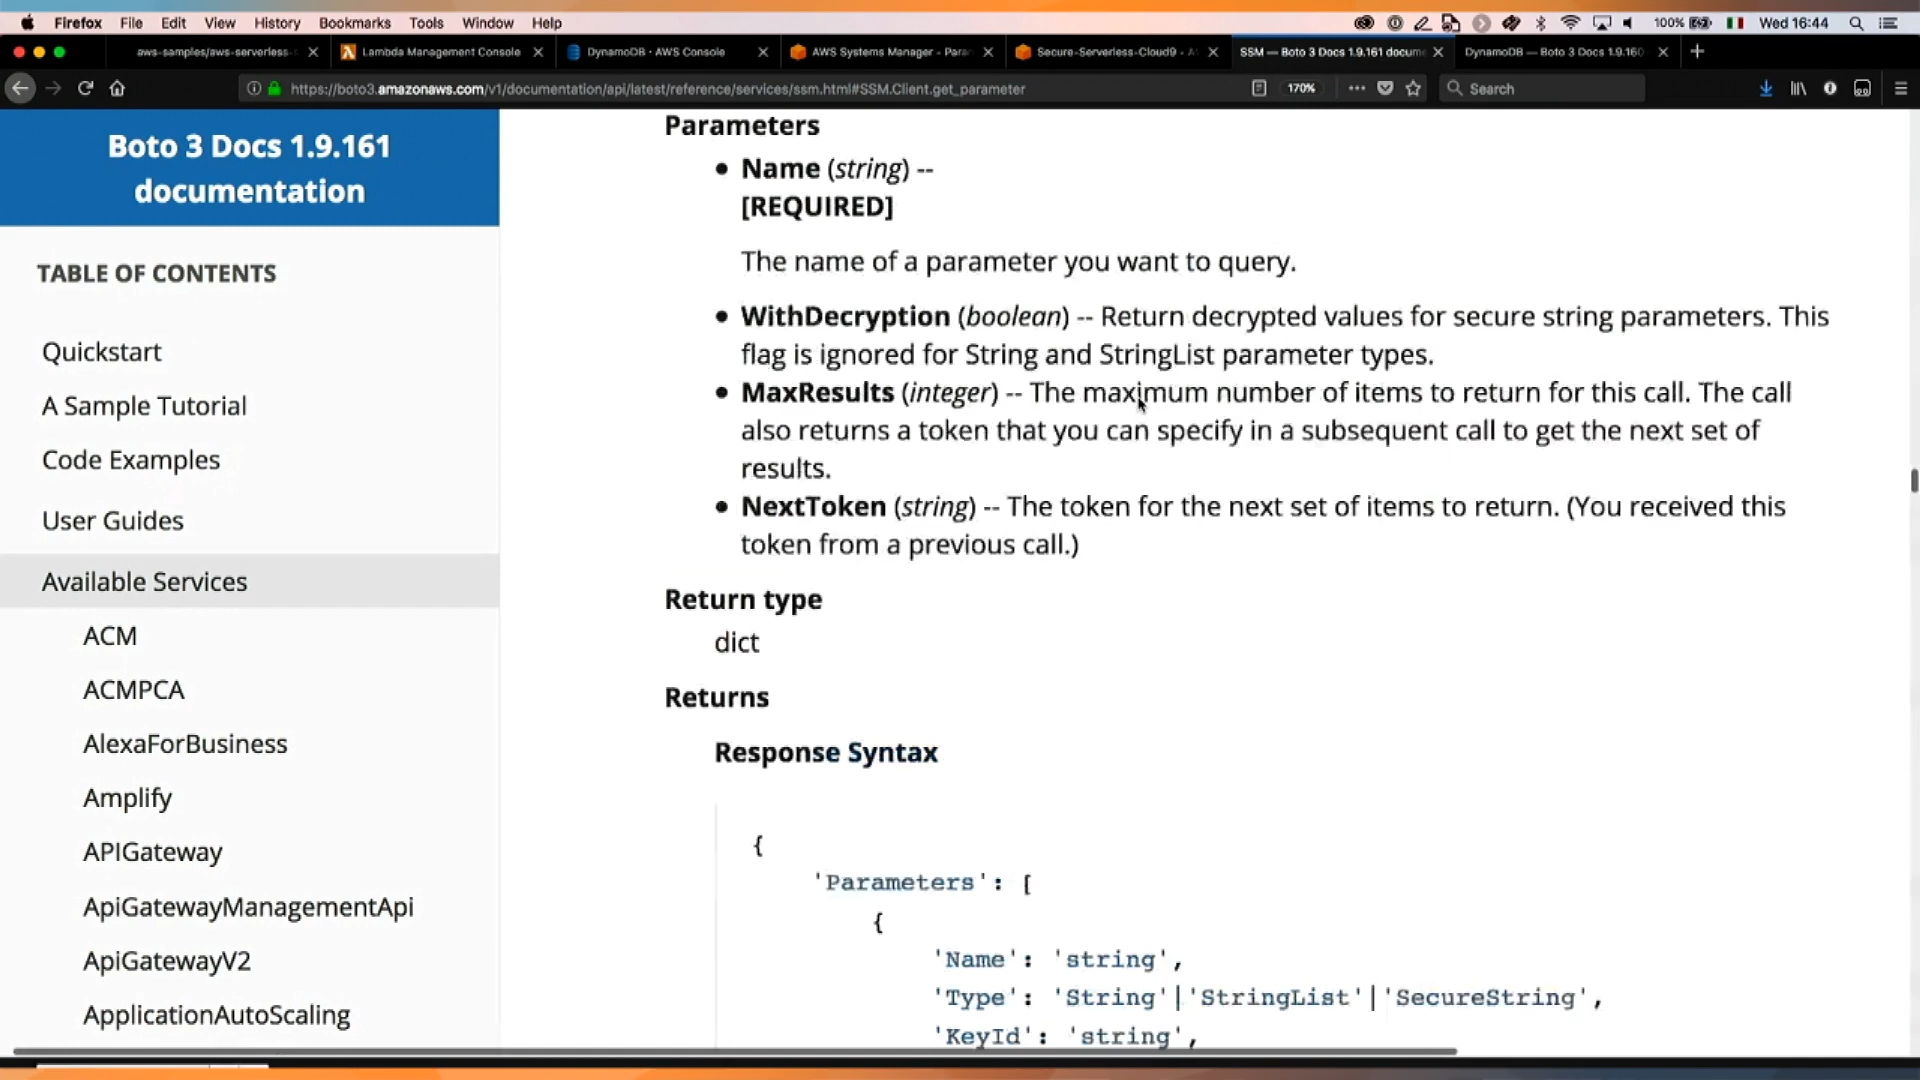 Firefox File Edit View History Bookmarks Tools Window Help 100% Wed 16:44
aws-samples/aws-serverless- Lambda Management Console DynamoDB · AWS Console AWS Systems Manager - Para Secure-Serverless-Cloud9 - A SSM — Boto 3 Docs 1.9.161 docum DynamoDB — Boto 3 Docs 1.9.160
https://boto3.amazonaws.com/v1/documentation/api/latest/reference/services/ssm.html#SSM.Client.get_parameter 170% Search
Boto 3 Docs 1.9.161
documentation
TABLE OF CONTENTS
Quickstart
A Sample Tutorial
Code Examples
User Guides
Available Services
ACM
ACMPCA
AlexaForBusiness
Amplify
APIGateway
ApiGatewayManagementApi
ApiGatewayV2
ApplicationAutoScaling
Parameters
• Name (string) --
[REQUIRED]
The name of a parameter you want to query.
• WithDecryption (boolean) -- Return decrypted values for secure string parameters. This
flag is ignored for String and StringList parameter types.
• MaxResults (integer) -- The maximum number of items to return for this call. The call
also returns a token that you can specify in a subsequent call to get the next set of
results.
• NextToken (string) -- The token for the next set of items to return. (You received this
token from a previous call.)
Return type
dict
Returns
Response Syntax
{
'Parameters': [
{
'Name': 'string',
'Type': 'String'|'StringList'|'SecureString',
'KeyId': 'string',